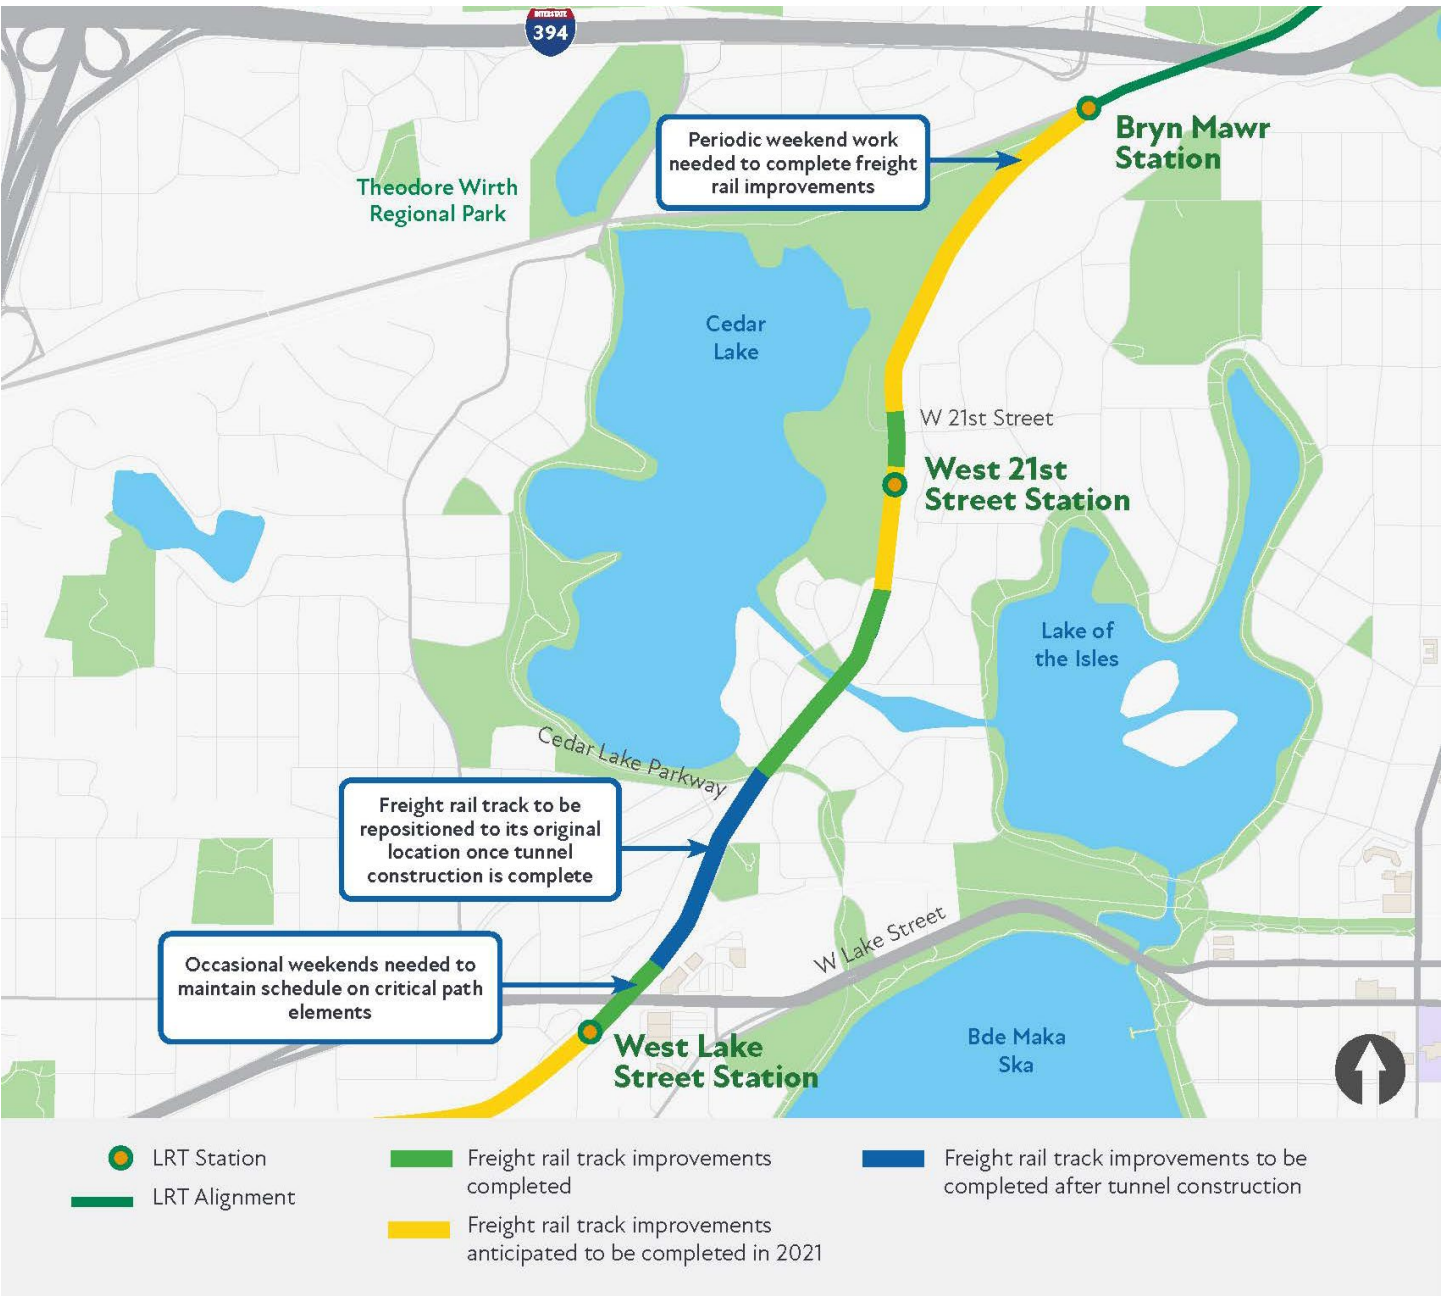 INTERSTATE
394
Periodic weekend work
needed to complete freight
rail improvements
Bryn Mawr
Station
Theodore Wirth
Regional Park
Cedar
Lake
W 21st Street
West 21st
Street Station
Lake of
the Isles
Cedar Lake Parkway
Freight rail track to be
repositioned to its original
location once tunnel
construction is complete
W Lake Street
Occasional weekends needed to
maintain schedule on critical path
elements
West Lake
Street Station
Bde Maka
Ska
LRT Station
LRT Alignment
Freight rail track improvements
completed
Freight rail track improvements
anticipated to be completed in 2021
Freight rail track improvements to be
completed after tunnel construction